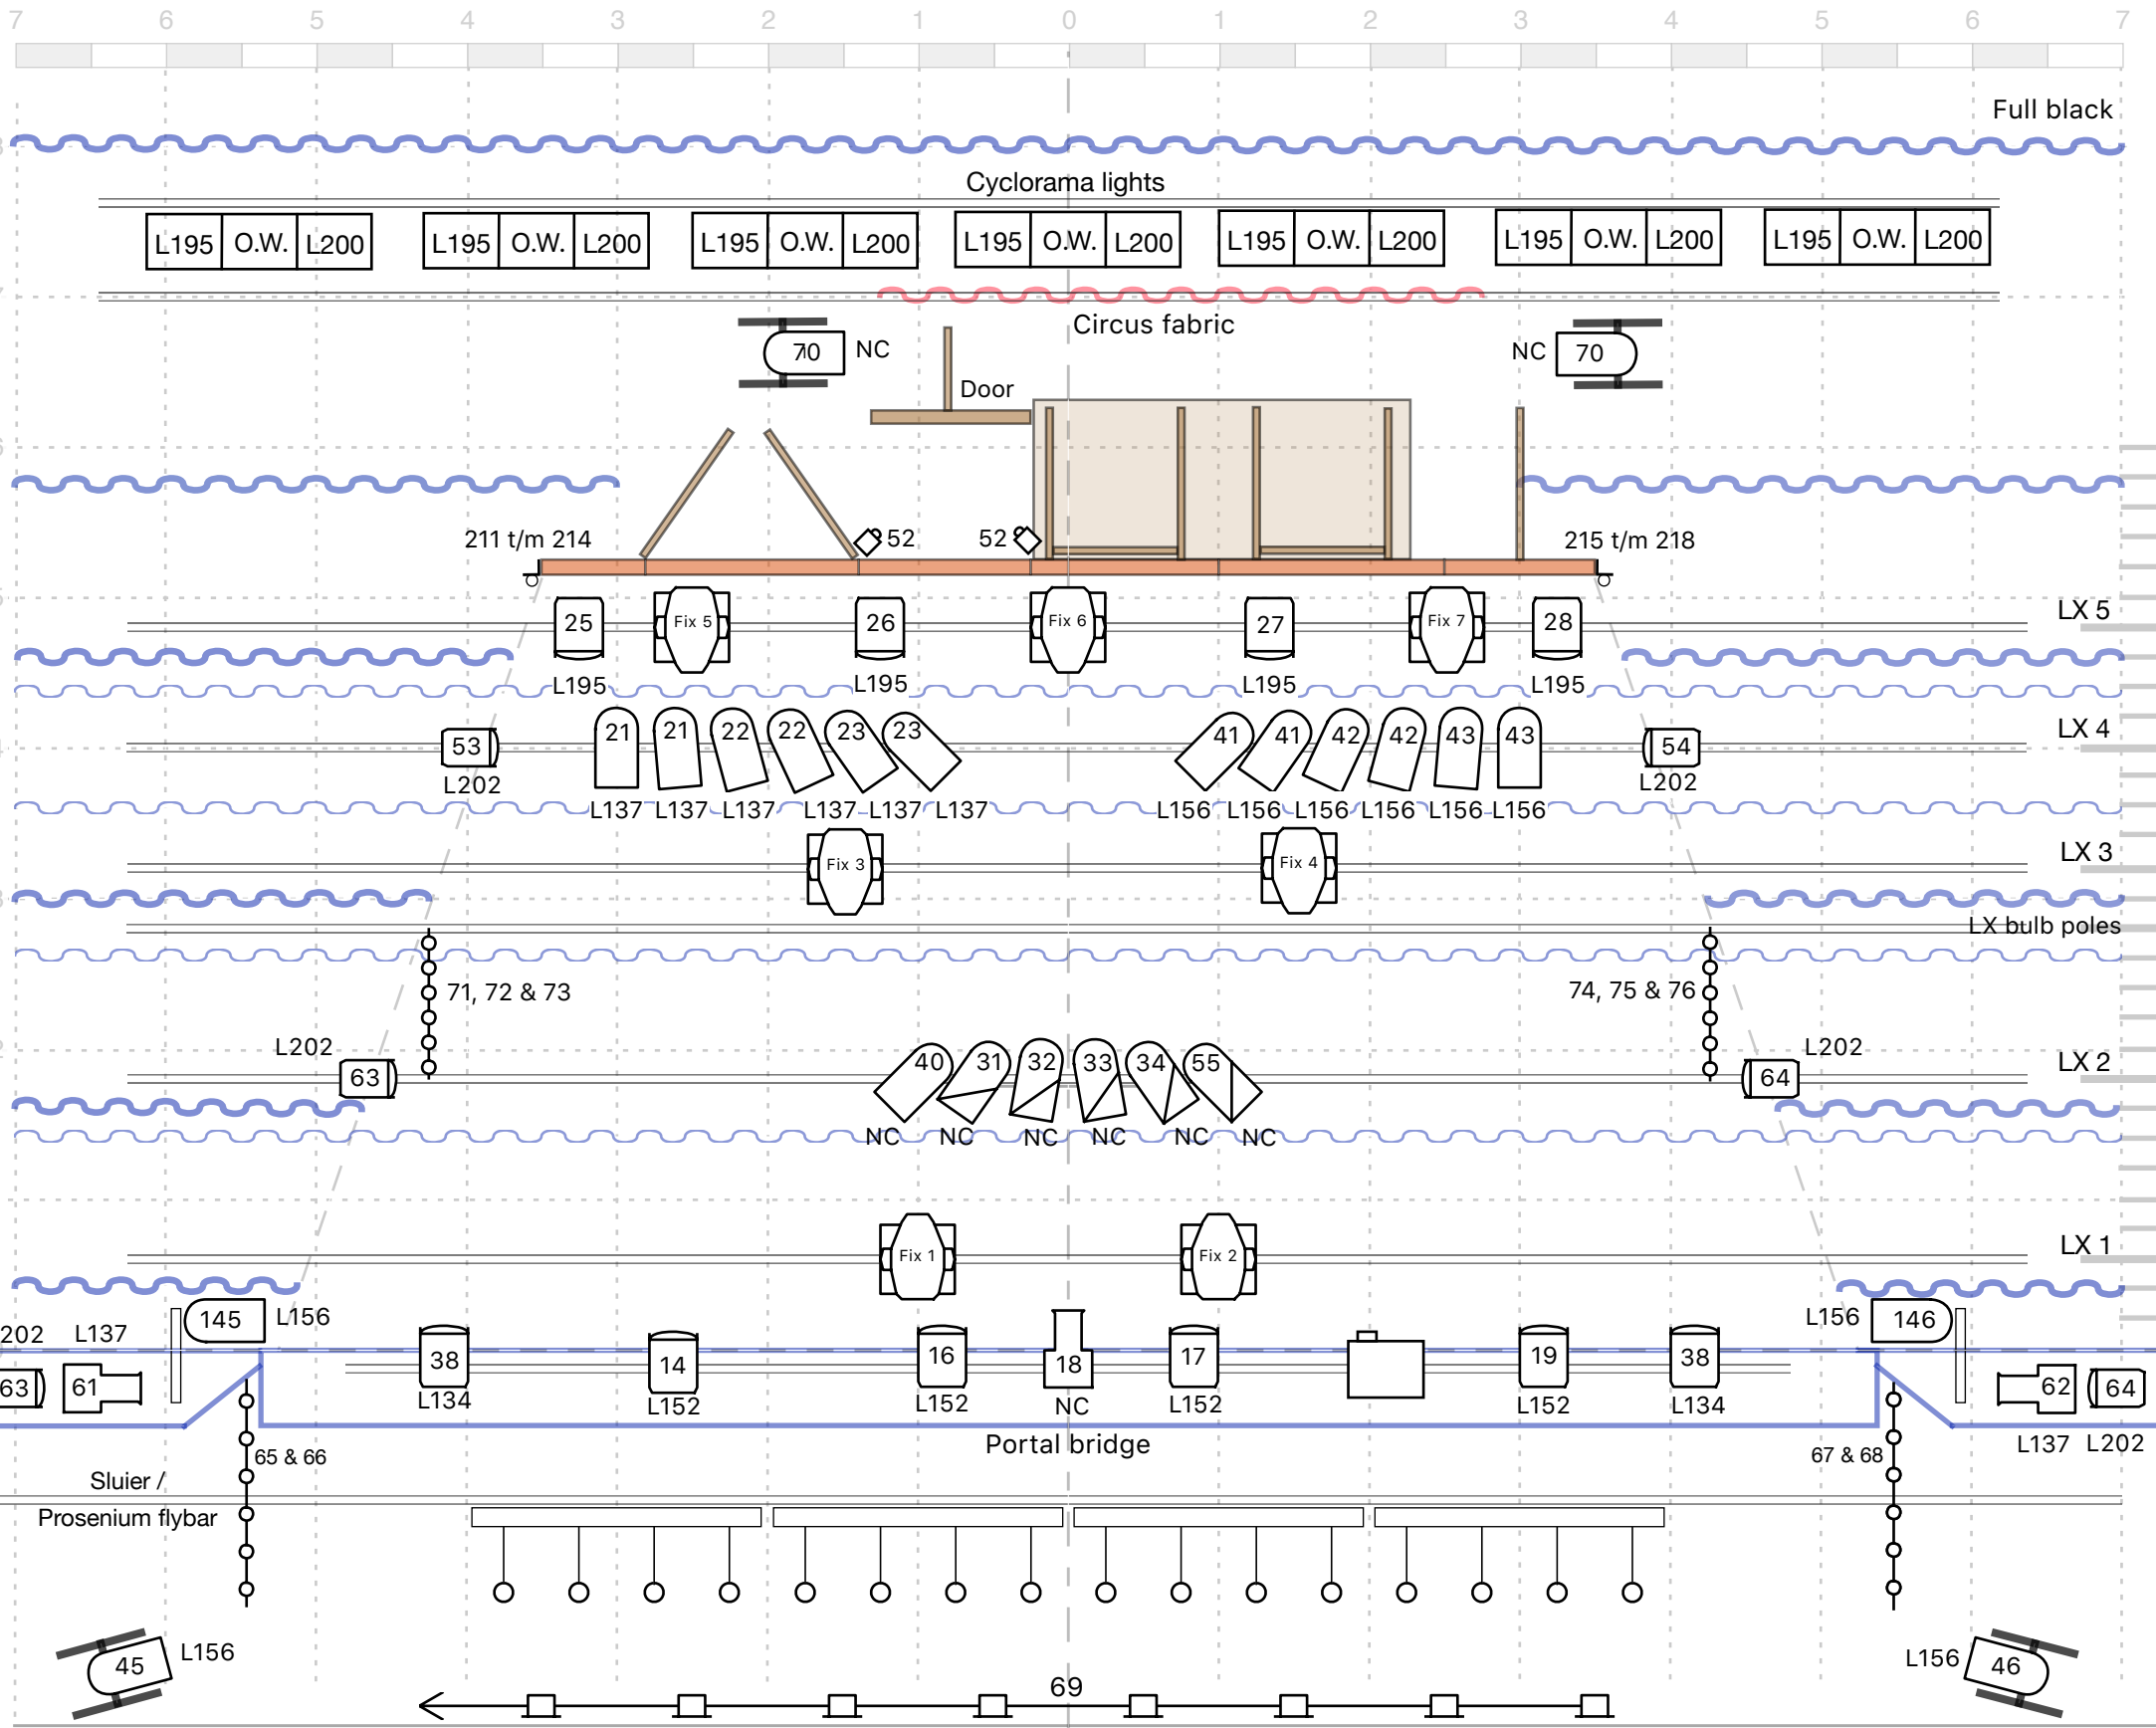 7 6 5 4 3 2 1 0 1 2 3 4 5 6 7
Full black
Cyclorama lights
L195 O.W. L200 L195 O.W. L200 L195 O.W. L200 L195 O.W. L200 L195 O.W. L200 L195 O.W. L200 L195 O.W. L200
Circus fabric
70 NC NC 70
Door
211 t/m 214 52 52 215 t/m 218
LX 5
25 Fix 5 26 Fix 6 27 Fix 7 28
L195 L195 L195 L195
LX 4
53 21 21 22 22 23 23 41 41 42 42 43 43 54
L202 L202
L137 L137 L137 L137 L137 L137 L156 L156 L156 L156 L156 L156
LX 3
Fix 3 Fix 4
LX bulb poles
71, 72 & 73 74, 75 & 76
L202 L202
LX 2
63 40 31 32 33 34 55 64
NC NC NC NC NC NC
LX 1
Fix 1 Fix 2
145 L156 L156 146
202 L137
38 14 16 18 17 19 38
63 61 62 64
L134 L152 L152 NC L152 L152 L134
Portal bridge
L137 L202
65 & 66 67 & 68
Sluier /
Prosenium flybar
45 L156 L156 46
69